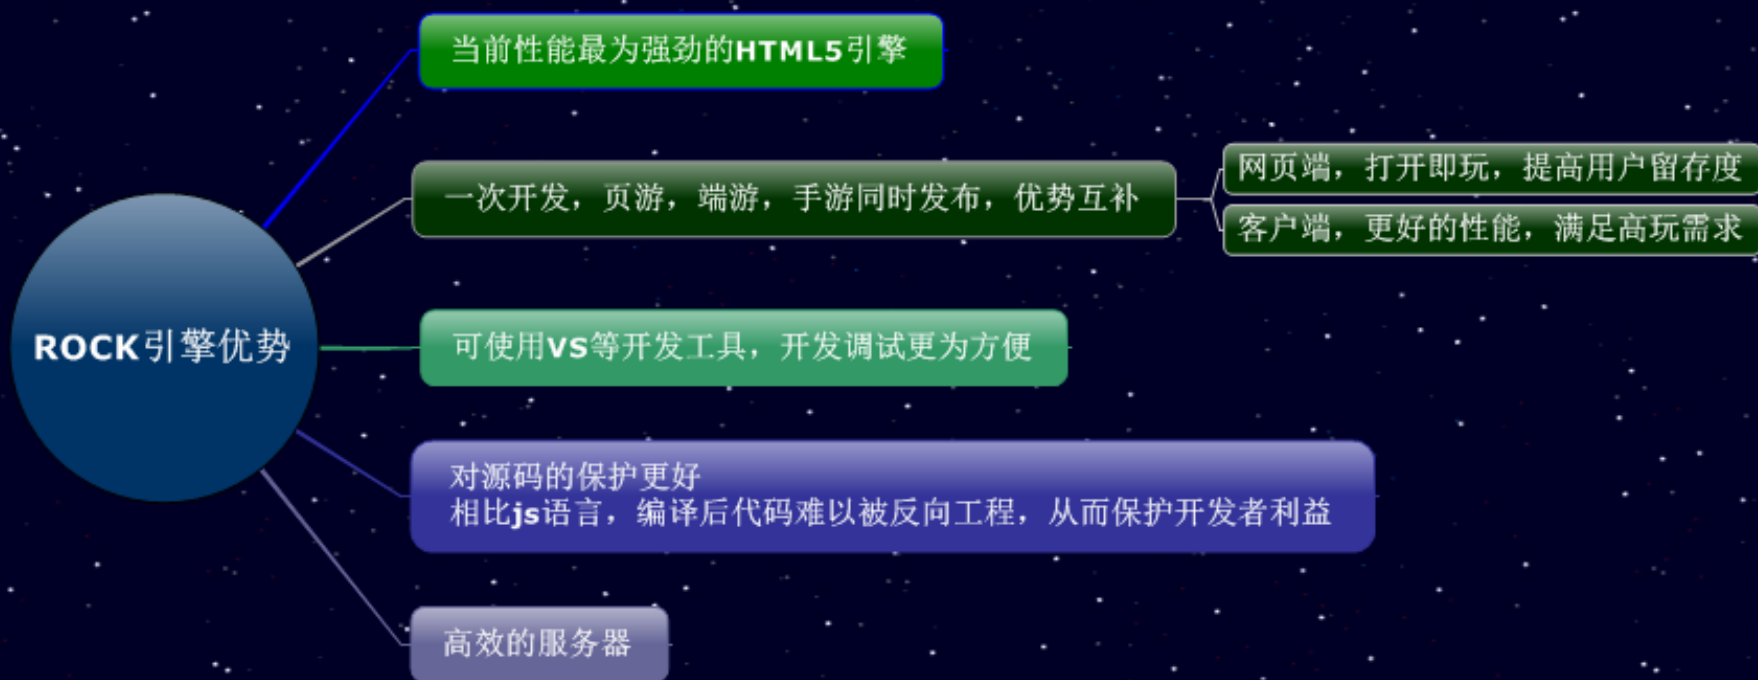 当前性能最为强劲的HTML5引擎
一次开发，页游，端游，手游同时发布，优势互补
网页端，打开即玩，提高用户留存度
客户端，更好的性能，满足高玩需求
ROCK引擎优势
可使用VS等开发工具，开发调试更为方便
对源码的保护更好
相比js语言，编译后代码难以被反向工程，从而保护开发者利益
高效的服务器